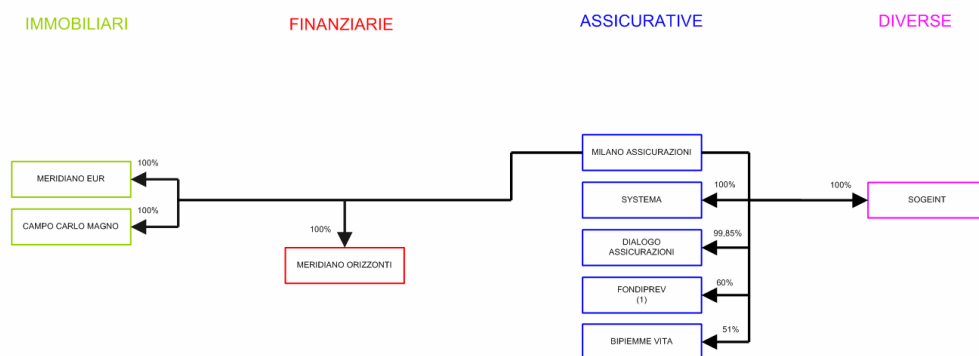 IMMOBILIARI
FINANZIARIE
ASSICURATIVE
DIVERSE
MILANO ASSICURAZIONI
100%
MERIDIANO EUR
100%
SYSTEMA
100%
SOGEINT
100%
CAMPO CARLO MAGNO
100%
MERIDIANO ORIZZONTI
99,85%
DIALOGO
ASSICURAZIONI
60%
FONDIPREV
(1)
51%
BIPIEMME VITA